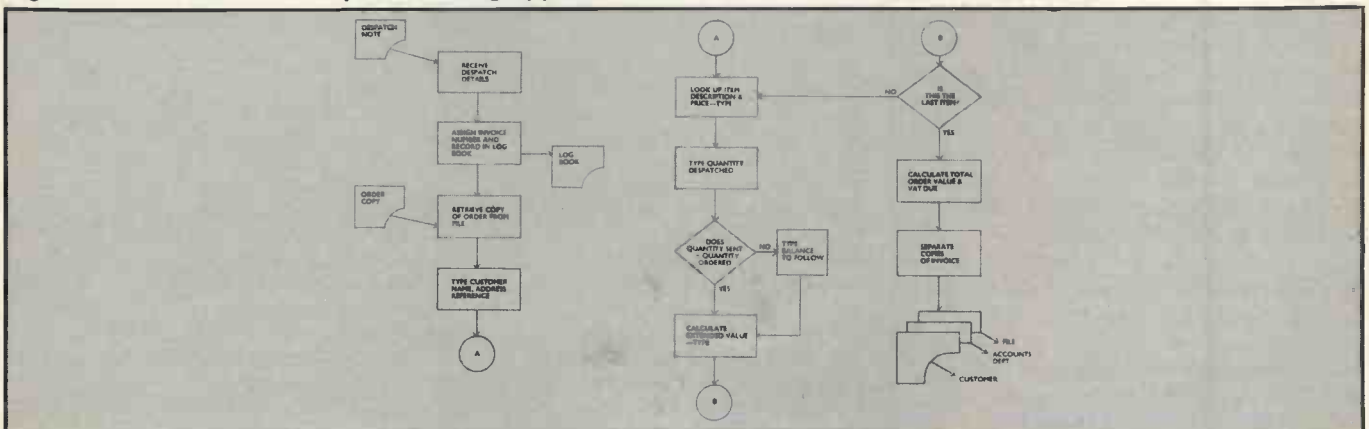 DESPATCH
NOTE
RECEIVE
DESPATCH
DETAILS
ASSIGN INVOICE
NUMBER AND
RECORD IN LOG
BOOK
LOG
BOOK
ORDER
COPY
RETRIEVE COPY
OF ORDER FROM
FILE
TYPE CUSTOMER
NAME, ADDRESS
REFERENCE
A
A
LOOK UP ITEM
DESCRIPTION &
PRICE—TYPE
TYPE QUANTITY
DESPATCHED
DOES
QUANTITY SENT
= QUANTITY
ORDERED
NO
TYPE
BALANCE
TO FOLLOW
YES
CALCULATE
EXTENDED VALUE
—TYPE
B
B
IS
THIS THE
LAST ITEM?
NO
YES
CALCULATE TOTAL
ORDER VALUE &
VAT DUE
SEPARATE
COPIES
OF INVOICE
FILE
ACCOUNTS
DEPT
CUSTOMER